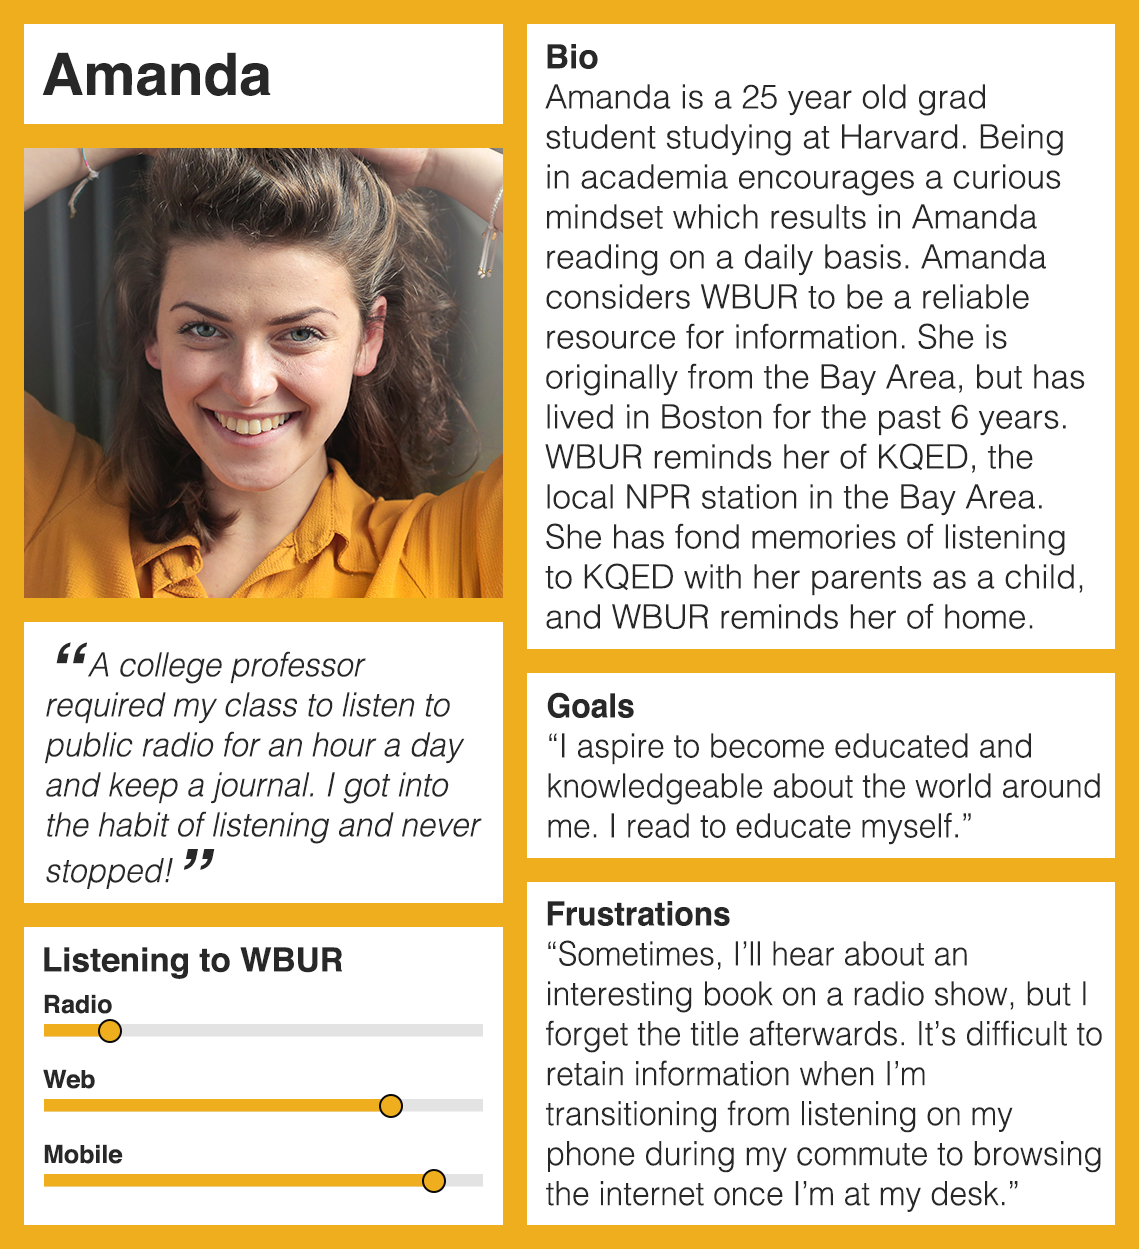 Amanda
“A college professor
required my class to listen to
public radio for an hour a day
and keep a journal. I got into
the habit of listening and never
stopped!”
Listening to WBUR
Radio
Web
Mobile
Bio
Amanda is a 25 year old grad
student studying at Harvard. Being
in academia encourages a curious
mindset which results in Amanda
reading on a daily basis. Amanda
considers WBUR to be a reliable
resource for information. She is
originally from the Bay Area, but has
lived in Boston for the past 6 years.
WBUR reminds her of KQED, the
local NPR station in the Bay Area.
She has fond memories of listening
to KQED with her parents as a child,
and WBUR reminds her of home.
Goals
“I aspire to become educated and
knowledgeable about the world around
me. I read to educate myself.”
Frustrations
“Sometimes, I’ll hear about an
interesting book on a radio show, but I
forget the title afterwards. It’s difficult to
retain information when I’m
transitioning from listening on my
phone during my commute to browsing
the internet once I’m at my desk.”